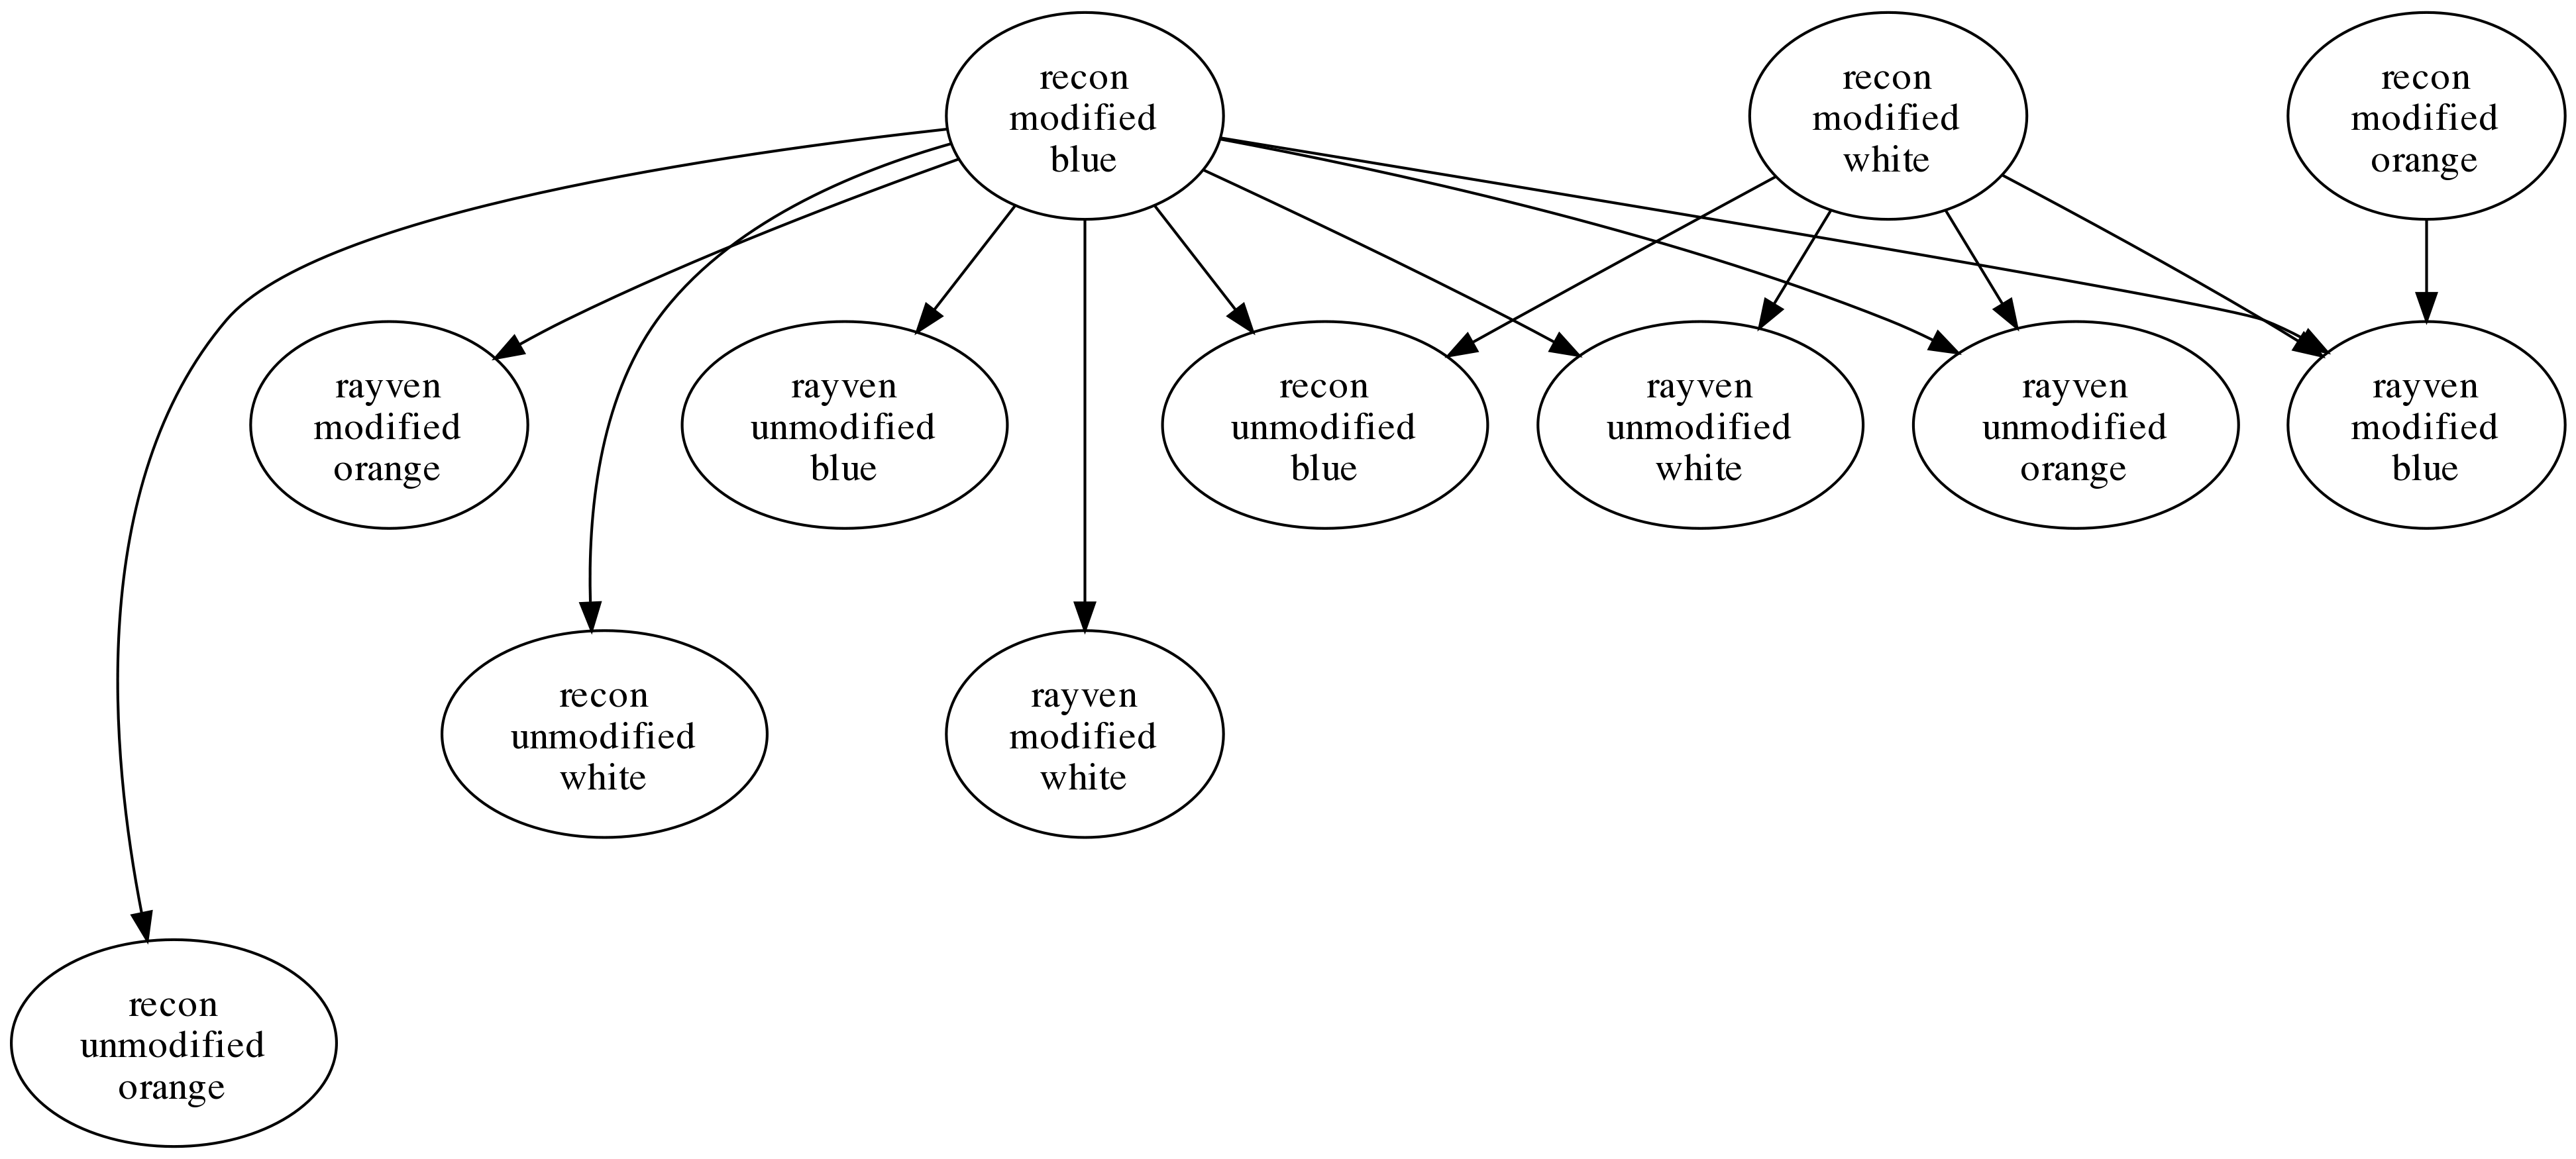 recon
modified
blue
recon
modified
white
recon
modified
orange
rayven
modified
orange
rayven
unmodified
blue
recon
unmodified
blue
rayven
unmodified
white
rayven
unmodified
orange
rayven
modified
blue
recon
unmodified
white
rayven
modified
white
recon
unmodified
orange